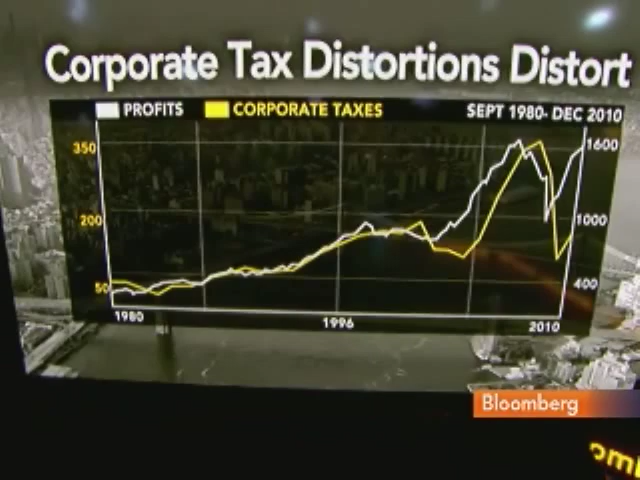 Corporate Tax Distortions Distort
PROFITS CORPORATE TAXES SEPT 1980- DEC 2010
350 1600
200 1000
50 400
1980 1996 2010
Bloomberg